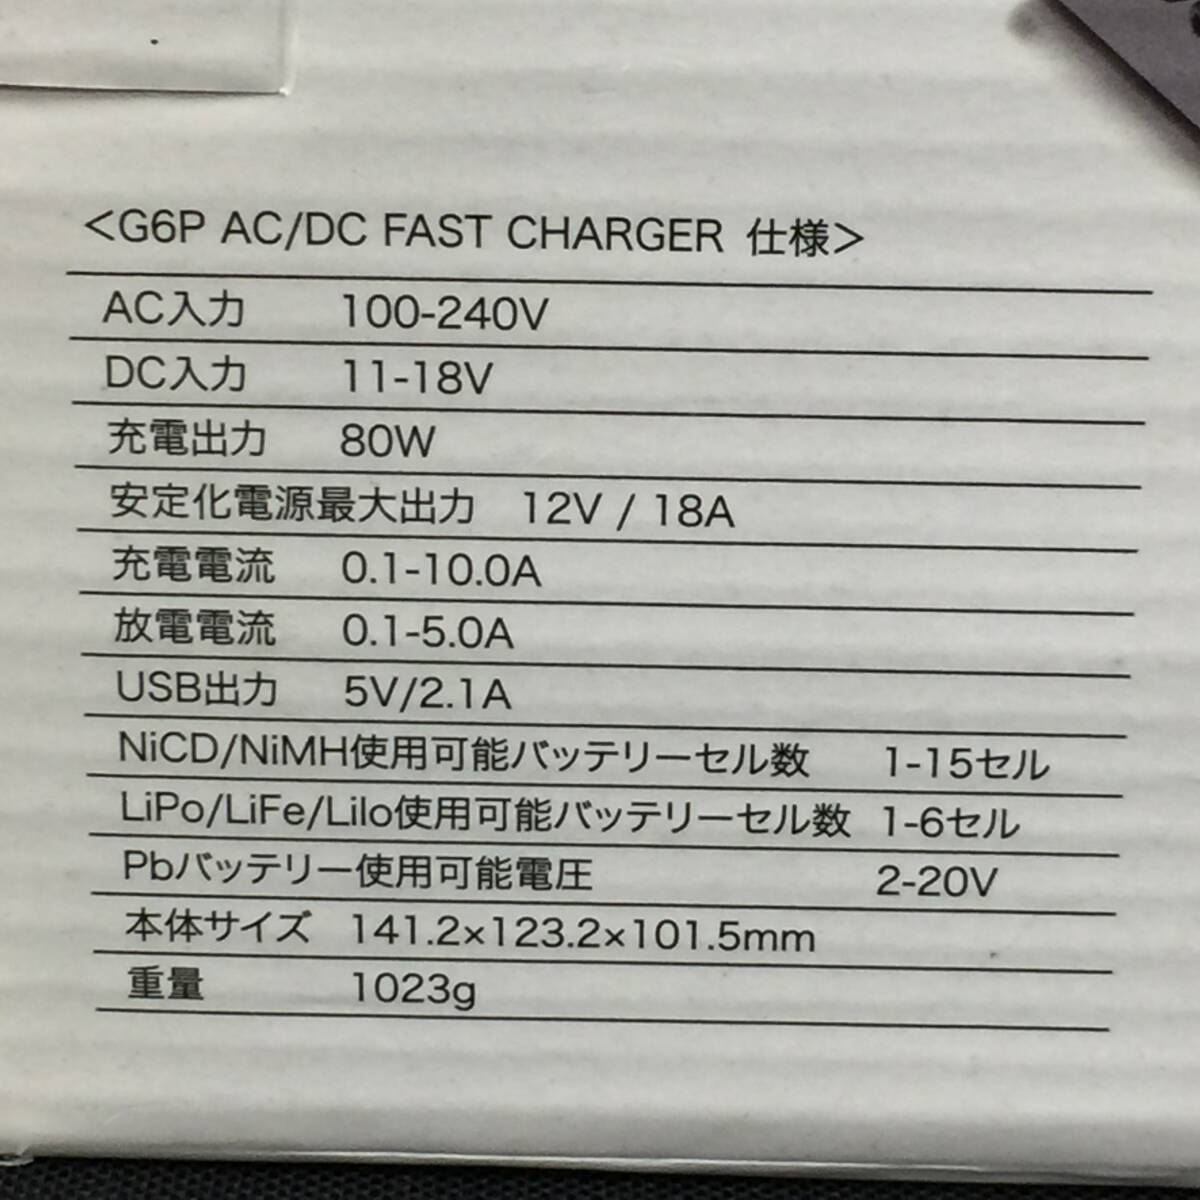 <G6P AC/DC FAST CHARGER 仕様>
AC入力 100-240V
DC入力 11-18V
充電出力 80W
安定化電源最大出力 12V / 18A
充電電流 0.1-10.0A
放電電流 0.1-5.0A
USB出力 5V/2.1A
NiCD/NiMH使用可能バッテリーセル数 1-15セル
LiPo/LiFe/LiIo使用可能バッテリーセル数 1-6セル
Pbバッテリー使用可能電圧 2-20V
本体サイズ 141.2×123.2×101.5mm
重量 1023g